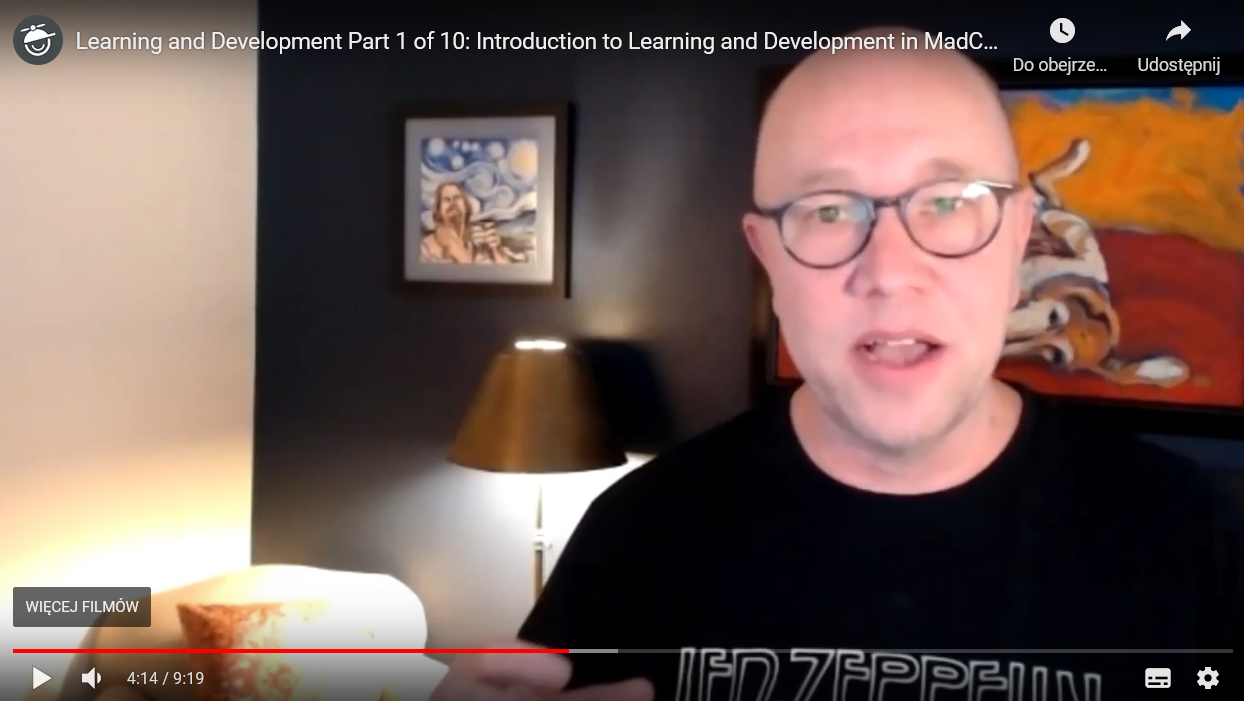 Learning and Development Part 1 of 10: Introduction to Learning and Development in MadC...
Do obejrze...
Udostępnij
WIĘCEJ FILMÓW
4:14 / 9:19
LED ZEPPELIN